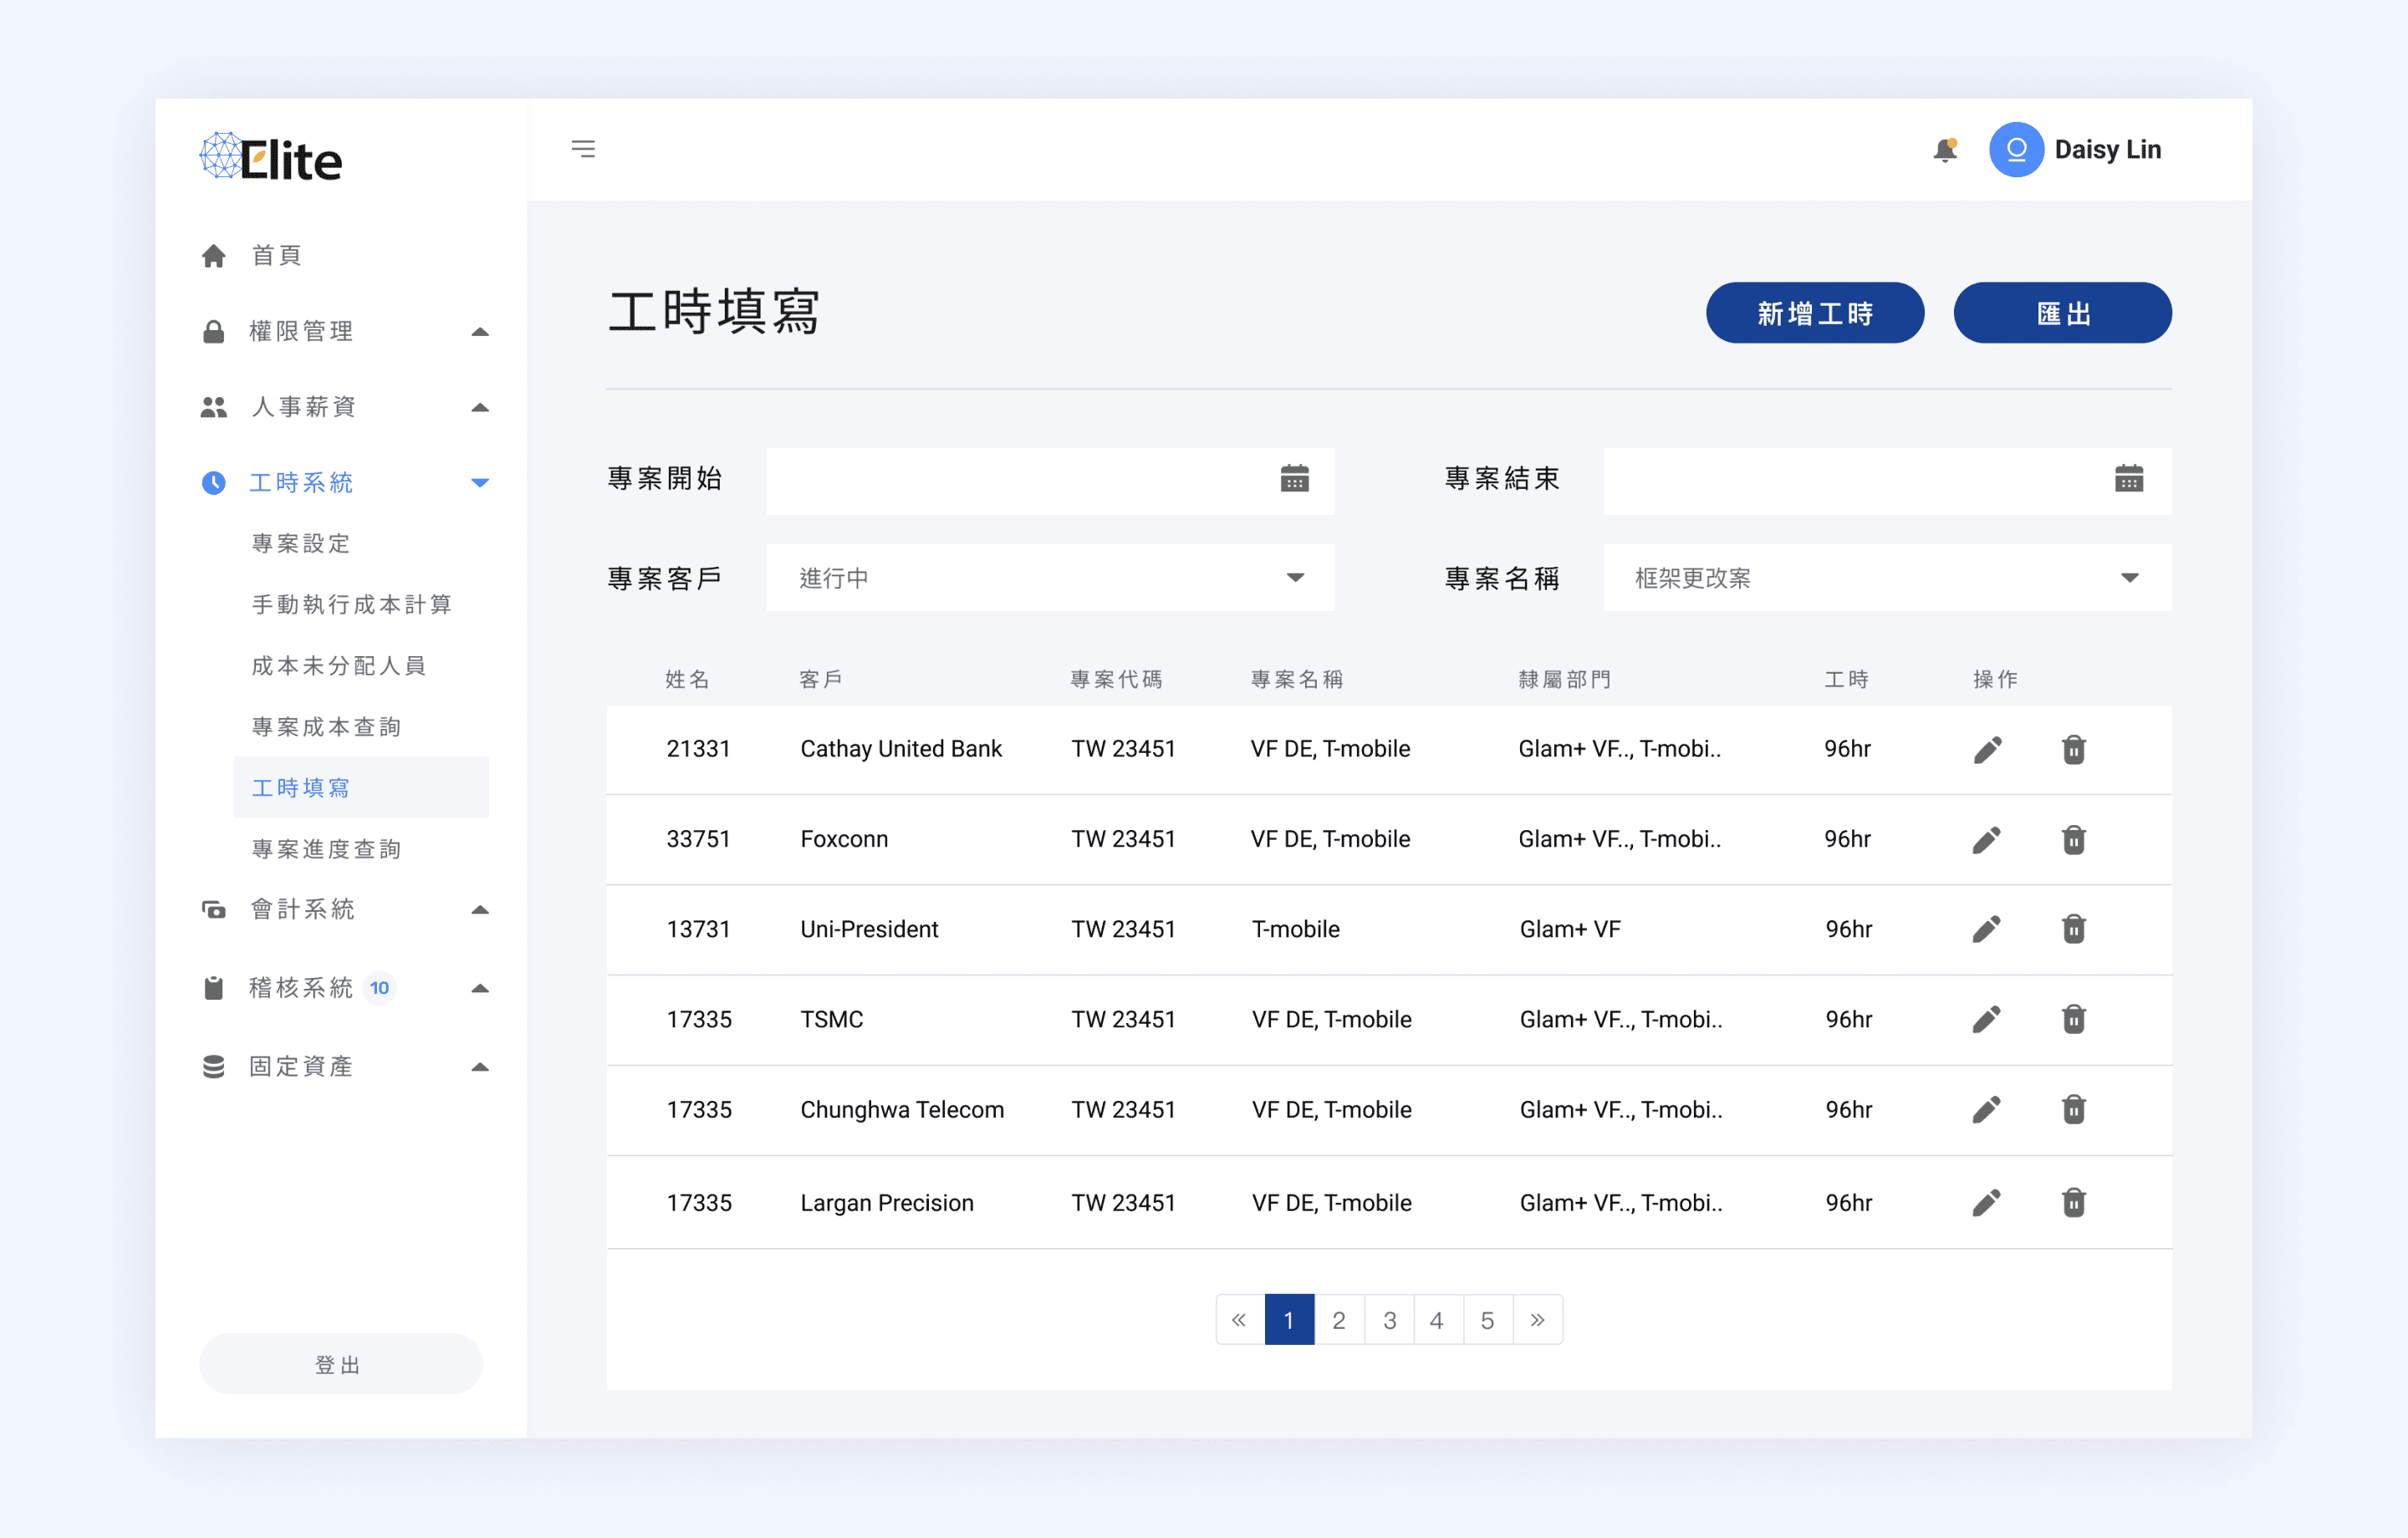 Elite
Daisy Lin
首頁
權限管理
人事薪資
工時系統
專案設定
手動執行成本計算
成本未分配人員
專案成本查詢
工時填寫
專案進度查詢
會計系統
稽核系統 10
固定資產
登出
工時填寫
新增工時 匯出
專案開始 專案結束
專案客戶 進行中 專案名稱 框架更改案
姓名 客戶 專案代碼 專案名稱 隸屬部門 工時 操作
21331 Cathay United Bank TW 23451 VF DE, T-mobile Glam+ VF.., T-mobi.. 96hr
33751 Foxconn TW 23451 VF DE, T-mobile Glam+ VF.., T-mobi.. 96hr
13731 Uni-President TW 23451 T-mobile Glam+ VF 96hr
17335 TSMC TW 23451 VF DE, T-mobile Glam+ VF.., T-mobi.. 96hr
17335 Chunghwa Telecom TW 23451 VF DE, T-mobile Glam+ VF.., T-mobi.. 96hr
17335 Largan Precision TW 23451 VF DE, T-mobile Glam+ VF.., T-mobi.. 96hr
« 1 2 3 4 5 »